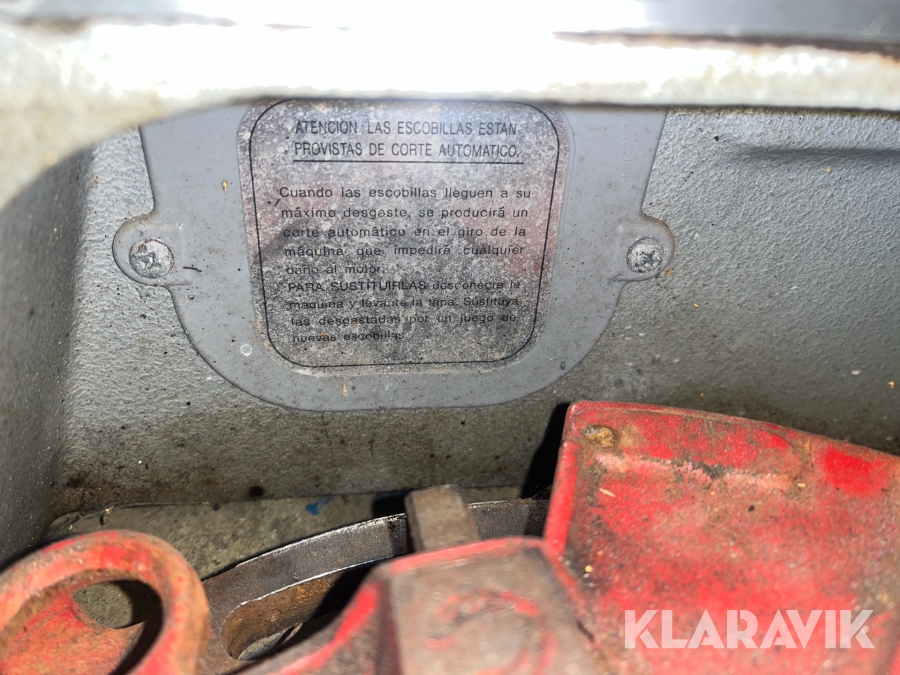 ATENCION : LAS ESCOBILLAS ESTAN
PROVISTAS DE CORTE AUTOMATICO.
Cuando las escobillas lleguen a su
máximo desgaste, se producirá un
corte automático en el giro de la
máquina que impedirá cualquier
daño al motor.
PARA SUSTITUIRLAS desconecte la
maquina y levante la tapa. Sustituya
las desgastadas por un juego de
nuevas escobillas.
KLARAVIK